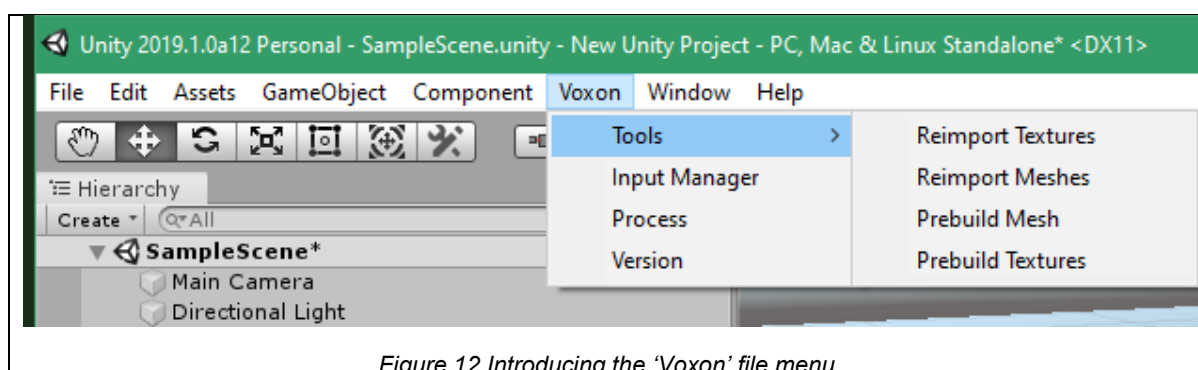 Unity 2019.1.0a12 Personal - SampleScene.unity - New Unity Project - PC, Mac & Linux Standalone* <DX11>
File Edit Assets GameObject Component Voxon Window Help
Tools > Reimport Textures
Input Manager Reimport Meshes
Process Prebuild Mesh
Version Prebuild Textures
Hierarchy
Create All
SampleScene*
Main Camera
Directional Light
Figure 12 Introducing the ‘Voxon’ file menu